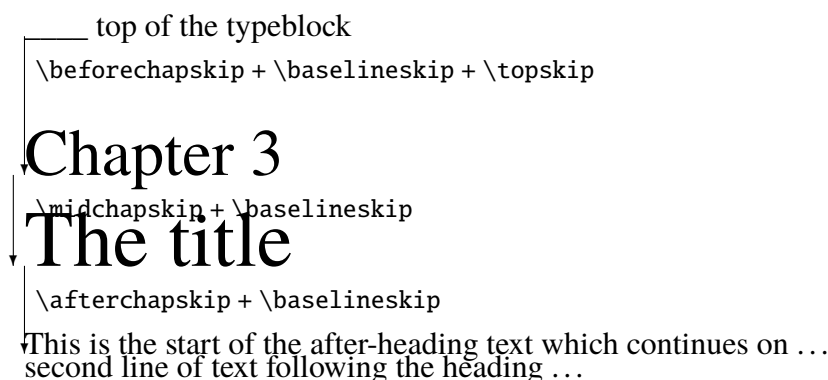 ____ top of the typeblock
\beforechapskip + \baselineskip + \topskip
Chapter 3
\midchapskip + \baselineskip
The title
\afterchapskip + \baselineskip
This is the start of the after-heading text which continues on …
second line of text following the heading …